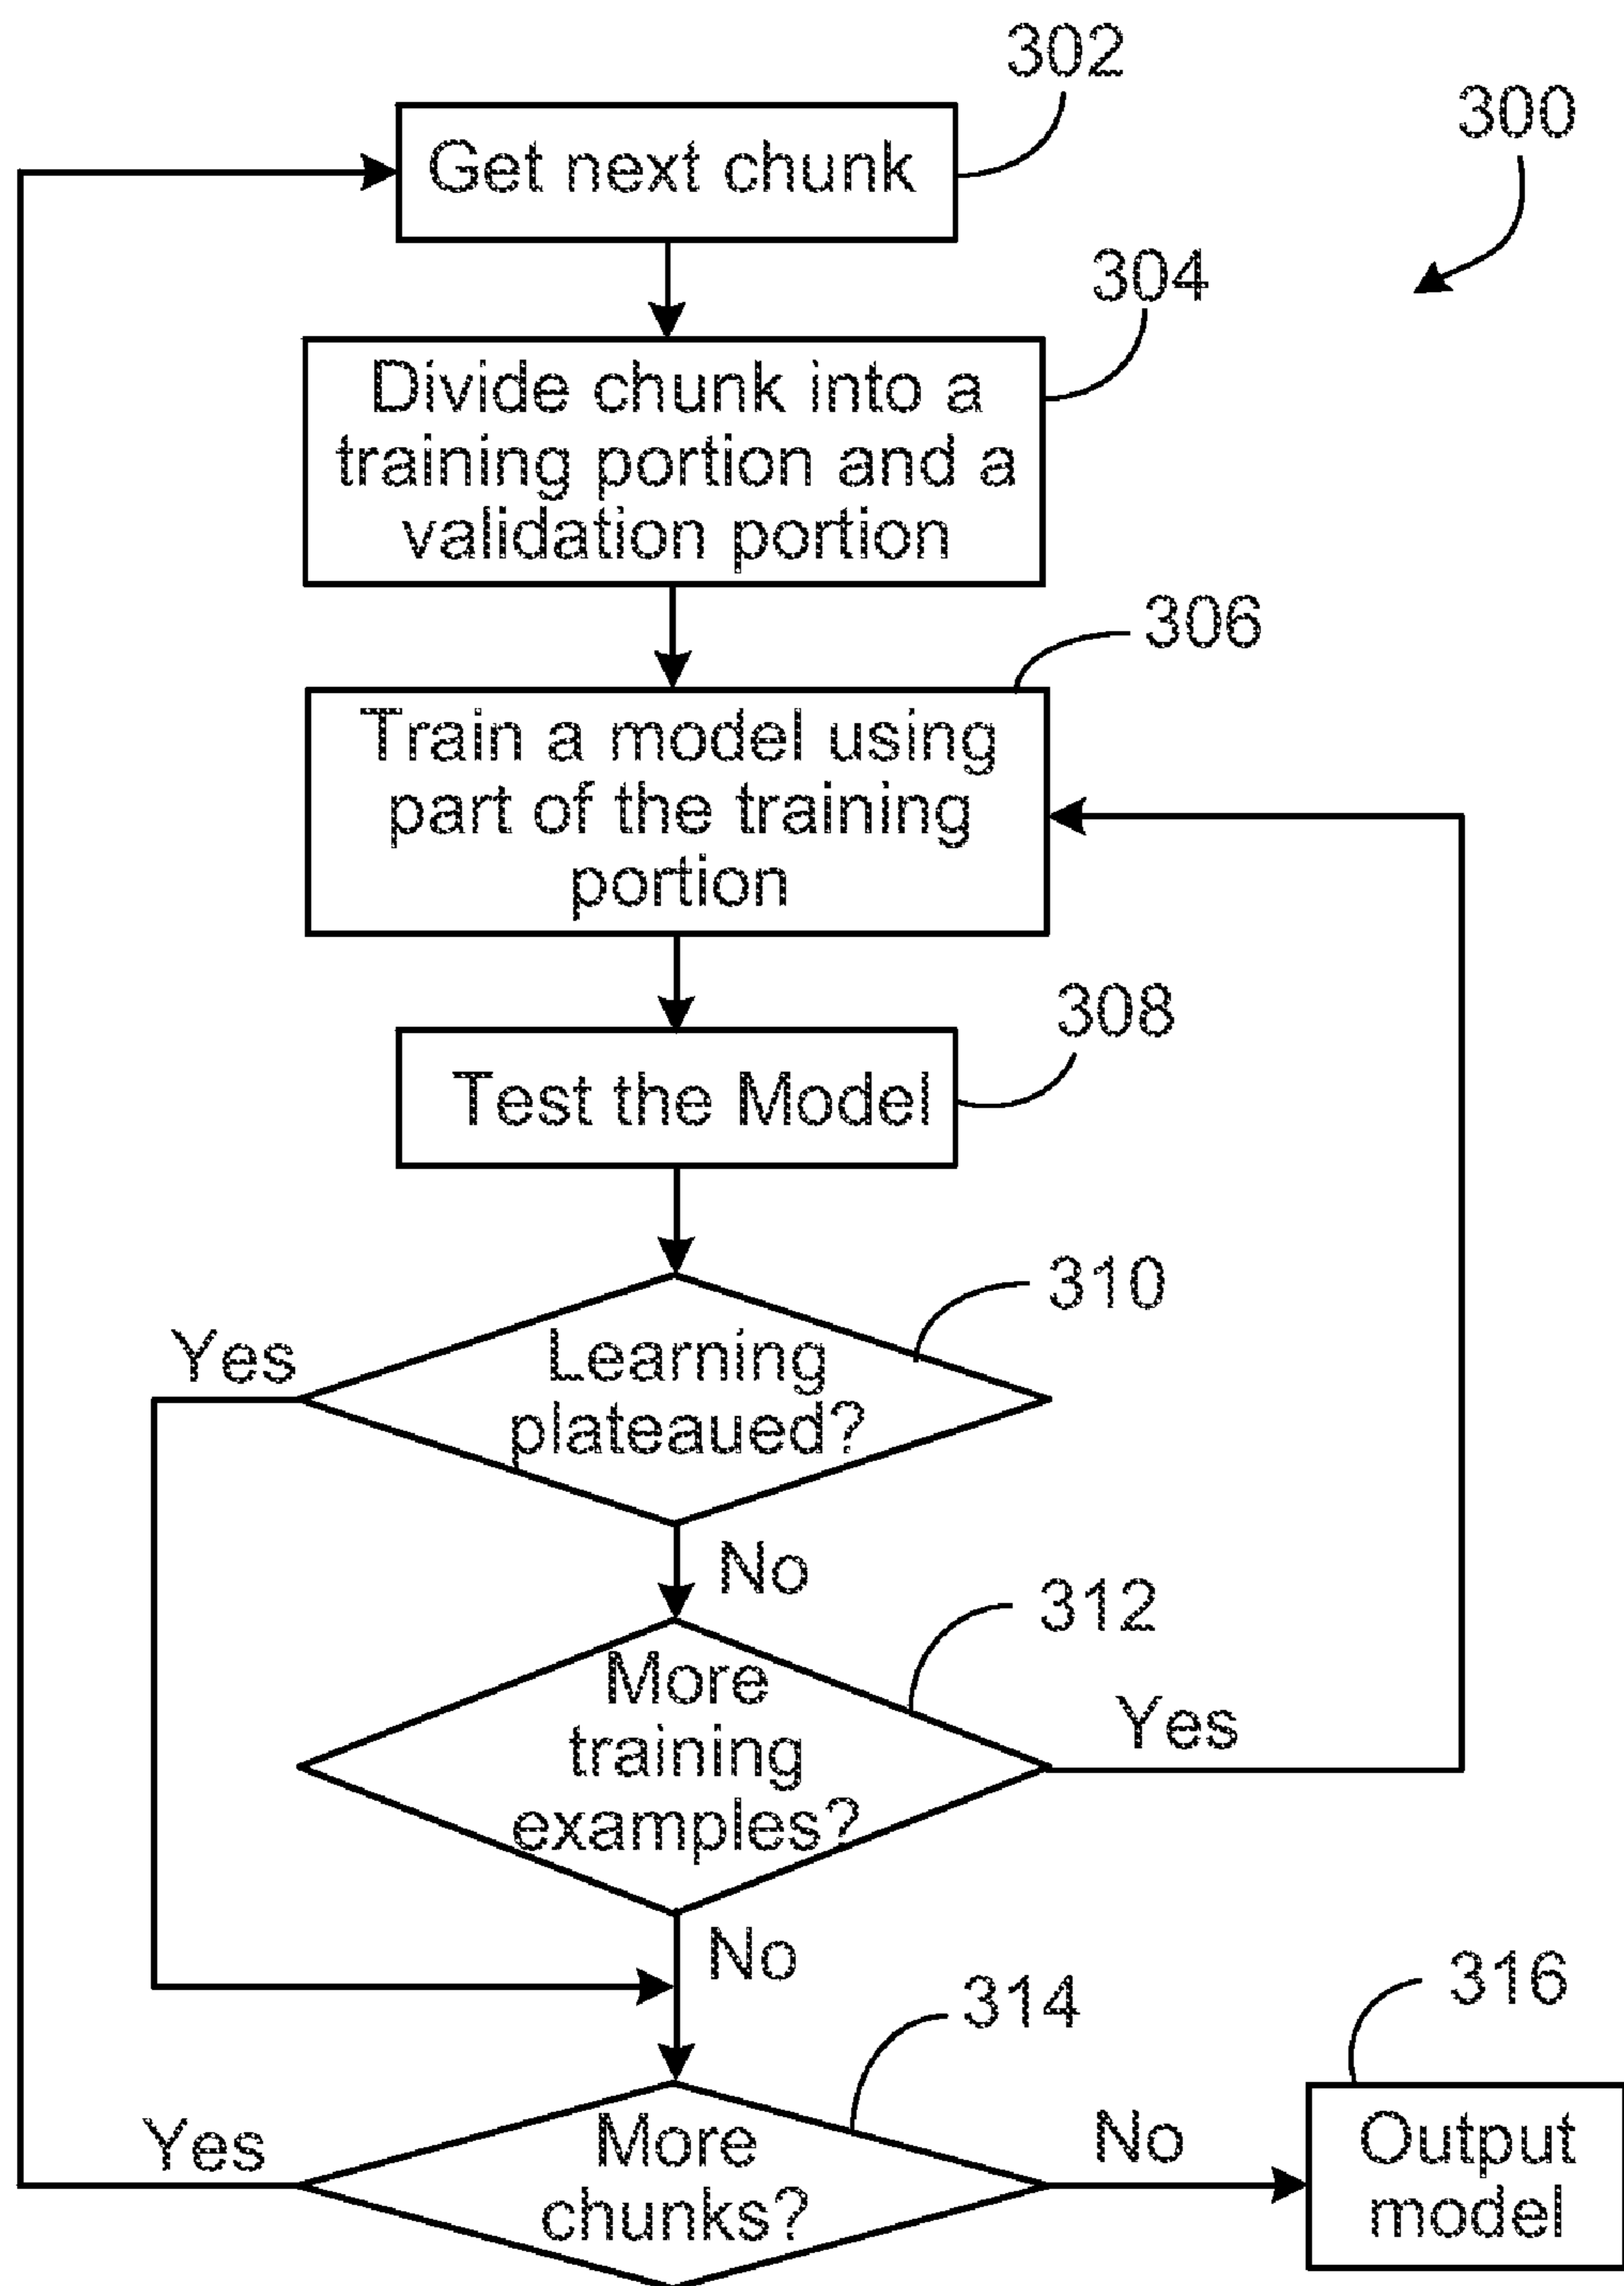 302
300
Get next chunk
304
Divide chunk into a
training portion and a
validation portion
306
Train a model using
part of the training
portion
308
Test the Model
310
Yes
Learning
plateaued?
No
312
More
training
examples?
Yes
No
314
316
Yes
More
chunks?
No
Output
model